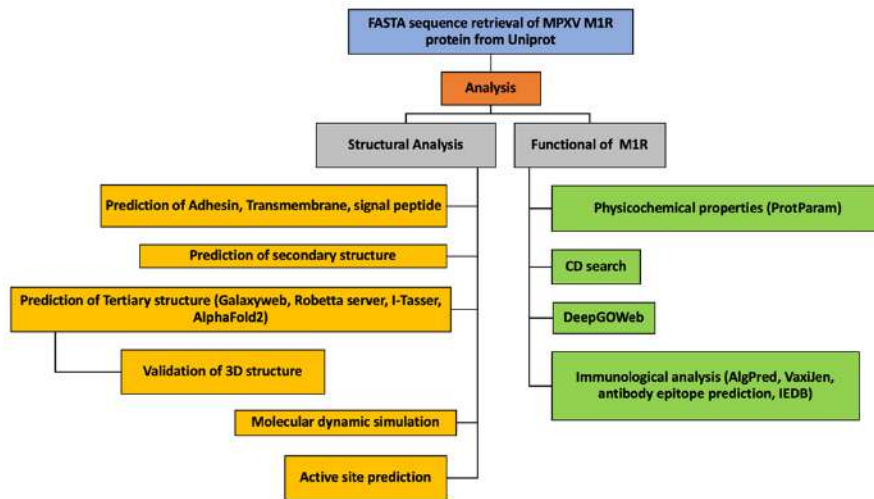 FASTA sequence retrieval of MPXV M1R
protein from Uniprot
Analysis
Structural Analysis
Functional of M1R
Prediction of Adhesin, Transmembrane, signal peptide
Prediction of secondary structure
Prediction of Tertiary structure (Galaxyweb, Robetta server, I-Tasser,
AlphaFold2)
Validation of 3D structure
Molecular dynamic simulation
Active site prediction
Physicochemical properties (ProtParam)
CD search
DeepGOWeb
Immunological analysis (AlgPred, VaxiJen,
antibody epitope prediction, IEDB)